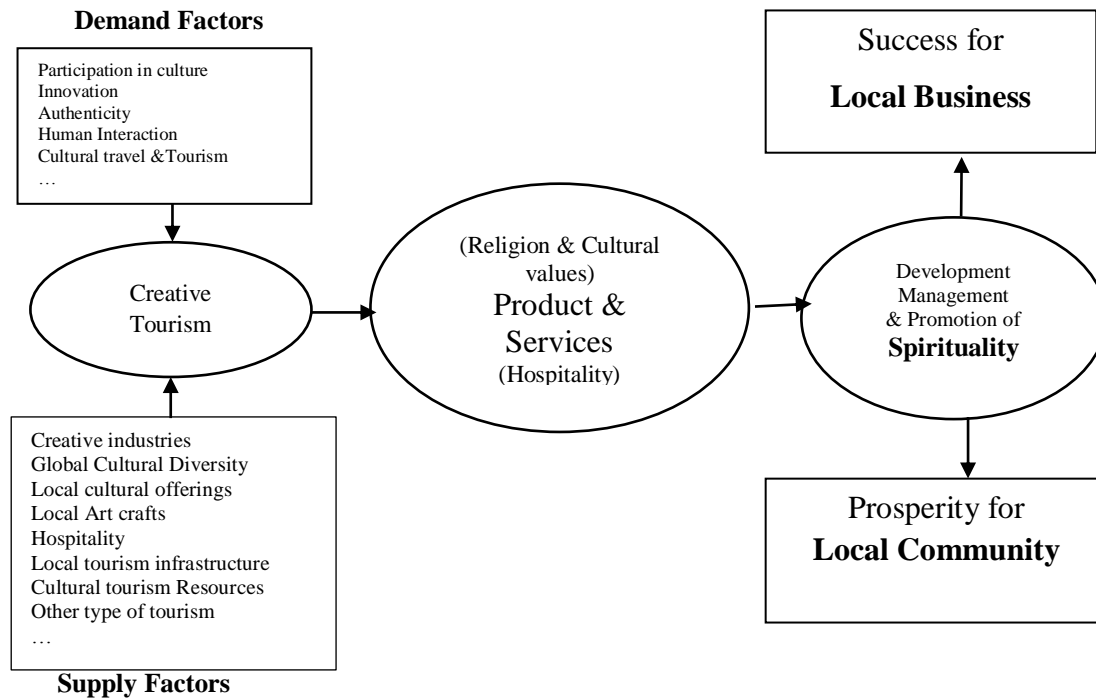 Demand Factors
Participation in culture
Innovation
Authenticity
Human Interaction
Cultural travel &Tourism
…
Creative
Tourism
Creative industries
Global Cultural Diversity
Local cultural offerings
Local Art crafts
Hospitality
Local tourism infrastructure
Cultural tourism Resources
Other type of tourism
…
Supply Factors
(Religion & Cultural
values)
Product &
Services
(Hospitality)
Development
Management
& Promotion of
Spirituality
Success for
Local Business
Prosperity for
Local Community